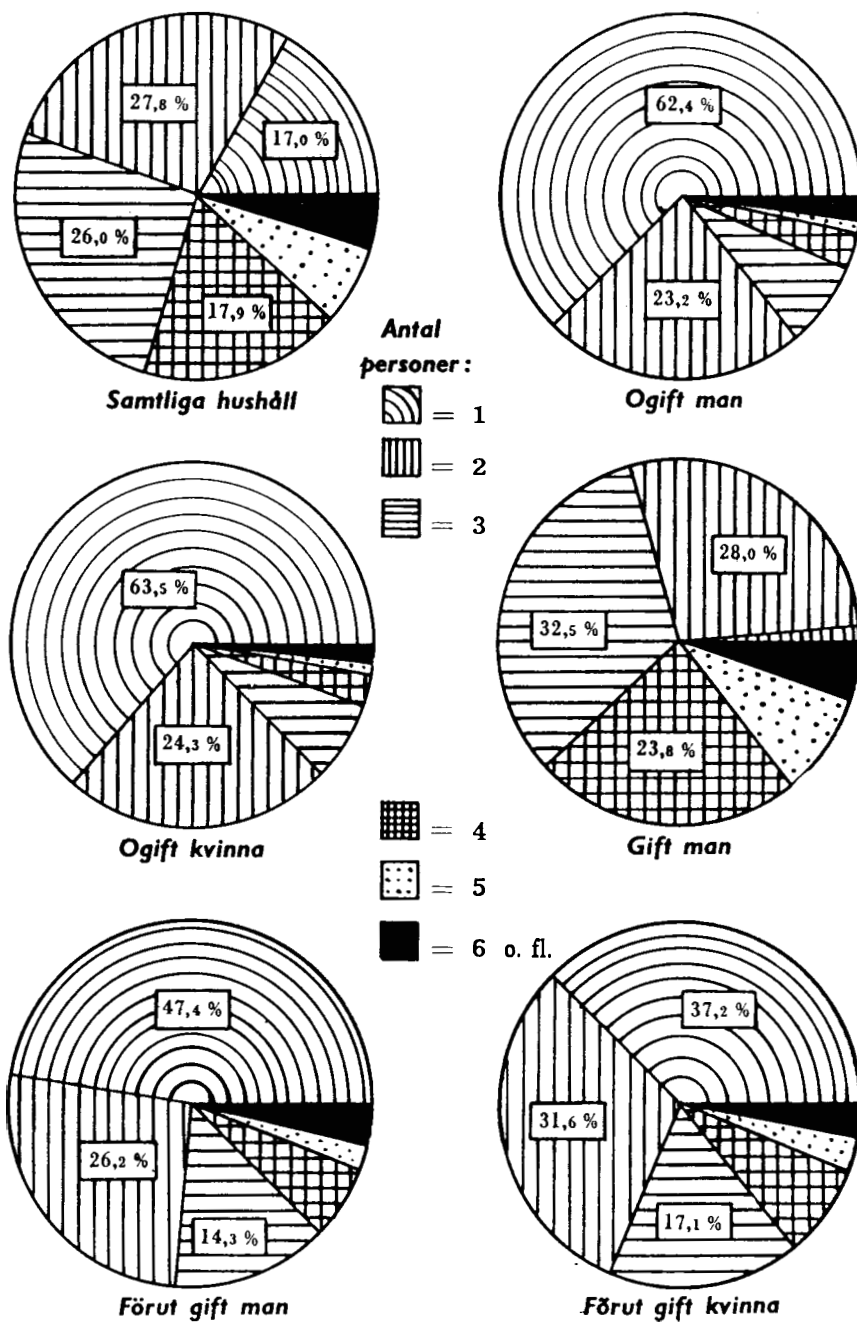 27,8 %
17,0 %
26,0 %
17,9 %
Samtliga hushåll
62,4 %
23,2 %
Ogift man
Antal
personer:
= 1
= 2
= 3
63,5 %
24,3 %
Ogift kvinna
28,0 %
32,5 %
23,8 %
Gift man
= 4
= 5
= 6 o. fl.
47,4 %
26,2 %
14,3 %
Förut gift man
37,2 %
31,6 %
17,1 %
Förut gift kvinna